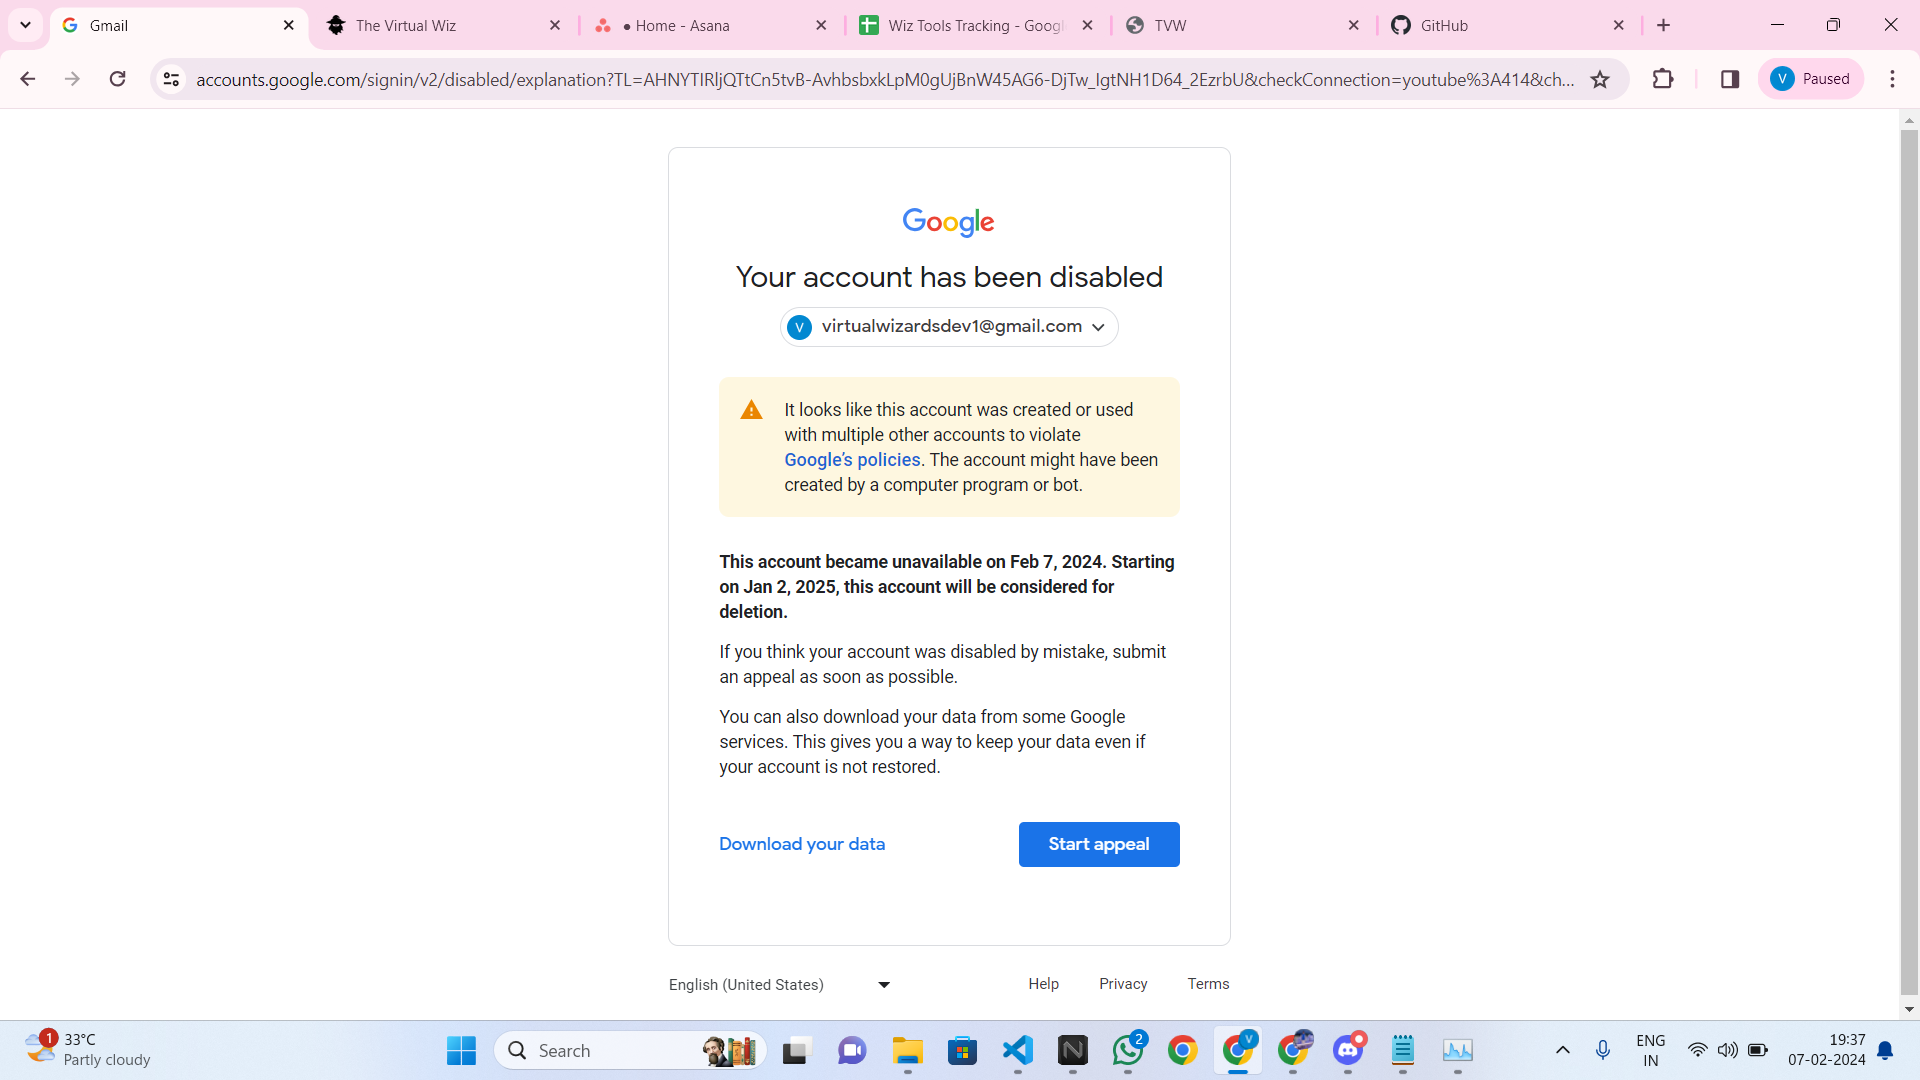 Gmail
The Virtual Wiz
● Home - Asana
Wiz Tools Tracking - Googl
TVW
GitHub
accounts.google.com/signin/v2/disabled/explanation?TL=AHNYTIRljQTtCn5tvB-AvhbsbxkLpM0gUjBnW45AG6-DjTw_IgtNH1D64_2EzrbU&checkConnection=youtube%3A414&ch...
V
Paused
Google
Your account has been disabled
V virtualwizardsdev1@gmail.com
It looks like this account was created or used
with multiple other accounts to violate
Google’s policies. The account might have been
created by a computer program or bot.
This account became unavailable on Feb 7, 2024. Starting
on Jan 2, 2025, this account will be considered for
deletion.
If you think your account was disabled by mistake, submit
an appeal as soon as possible.
You can also download your data from some Google
services. This gives you a way to keep your data even if
your account is not restored.
Download your data
Start appeal
English (United States)
Help
Privacy
Terms
1
33°C
Partly cloudy
Search
N
2
V
ENG
IN
19:37
07-02-2024